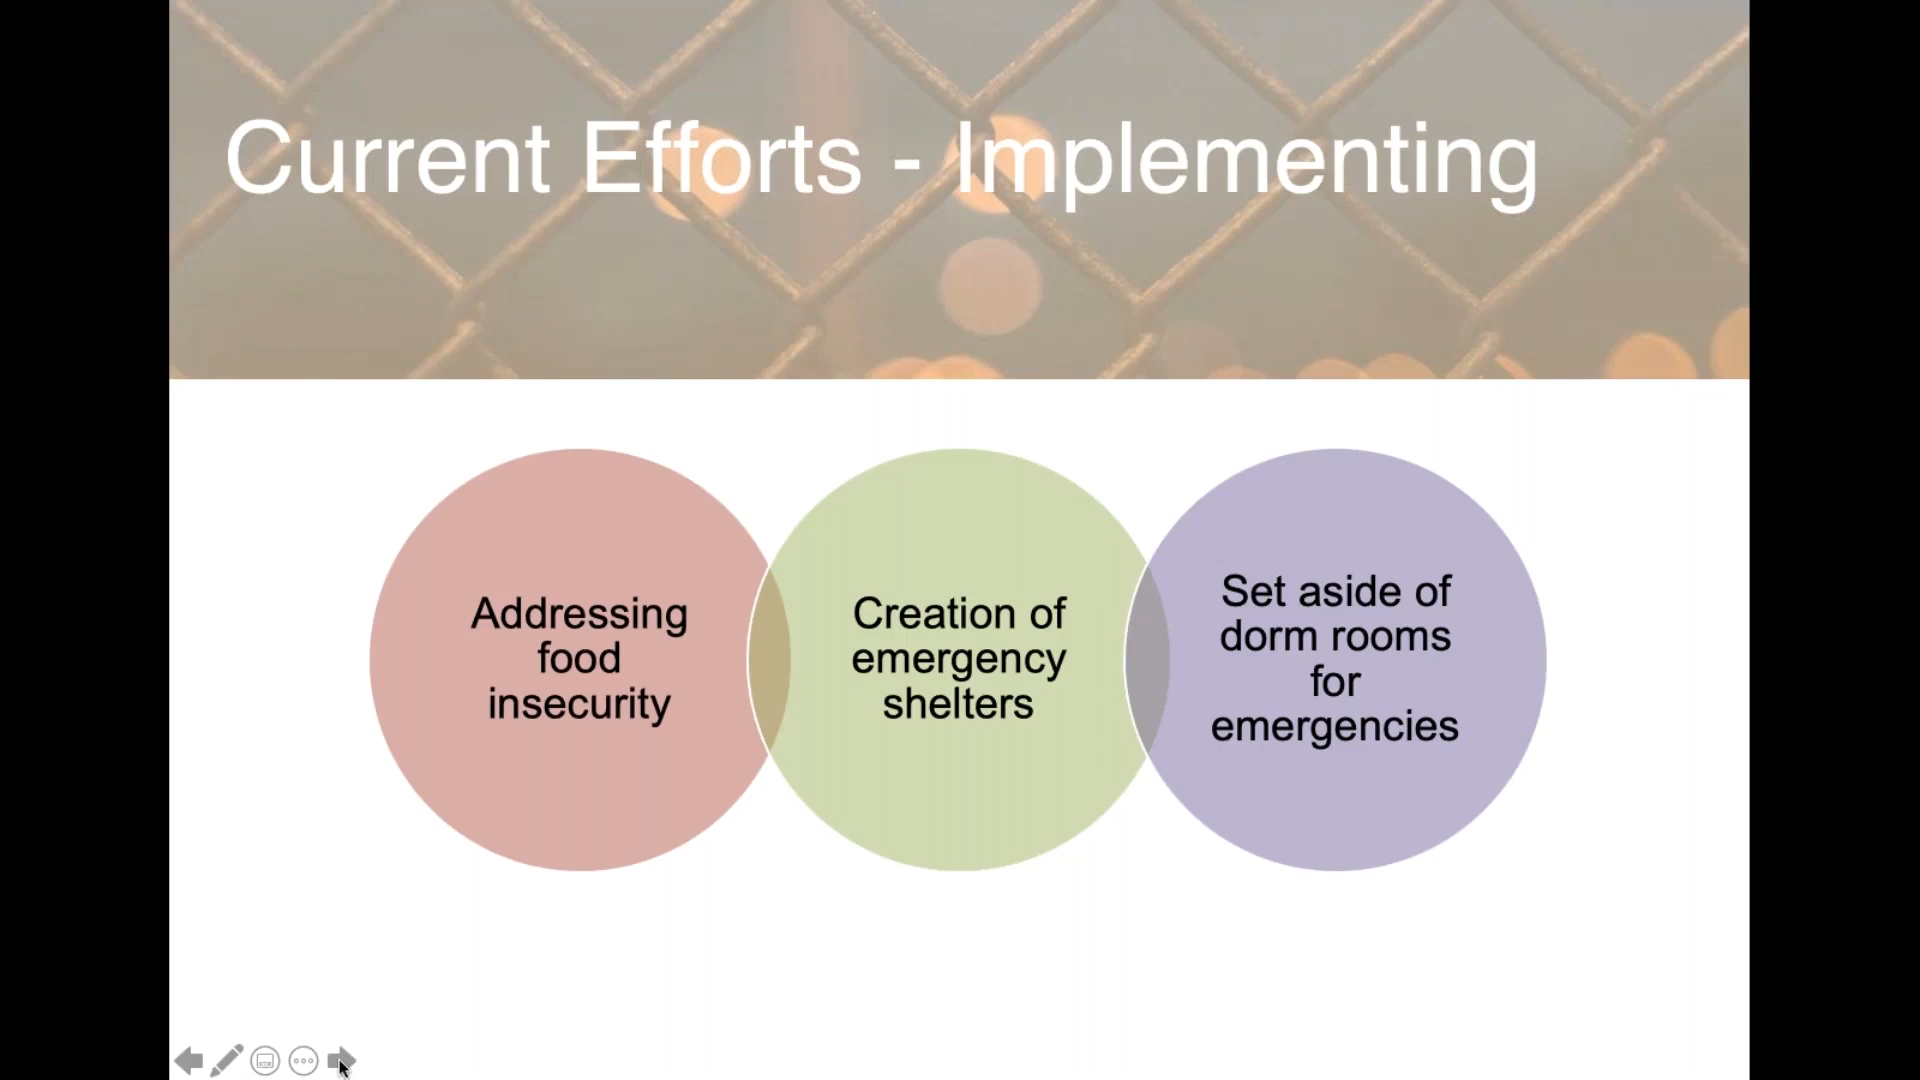 Current Efforts - Implementing
Addressing
food
insecurity
Creation of
emergency
shelters
Set aside of
dorm rooms
for
emergencies